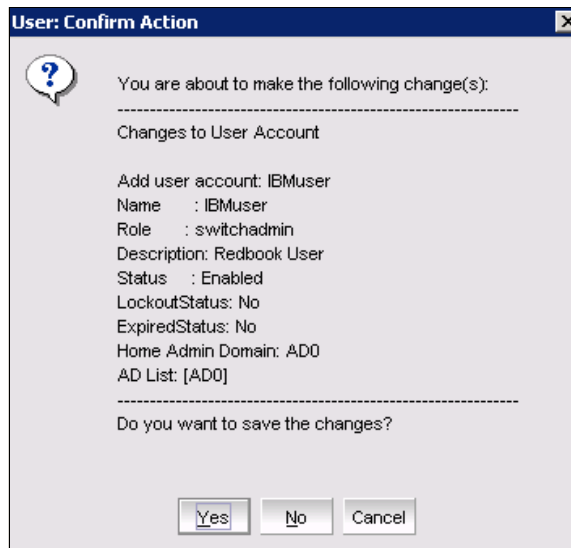 User: Confirm Action
You are about to make the following change(s):
--------------------------------------------------------------
Changes to User Account
Add user account: IBMuser
Name : IBMuser
Role : switchadmin
Description: Redbook User
Status : Enabled
LockoutStatus: No
ExpiredStatus: No
Home Admin Domain: AD0
AD List: [AD0]
--------------------------------------------------------------
Do you want to save the changes?
Yes No Cancel